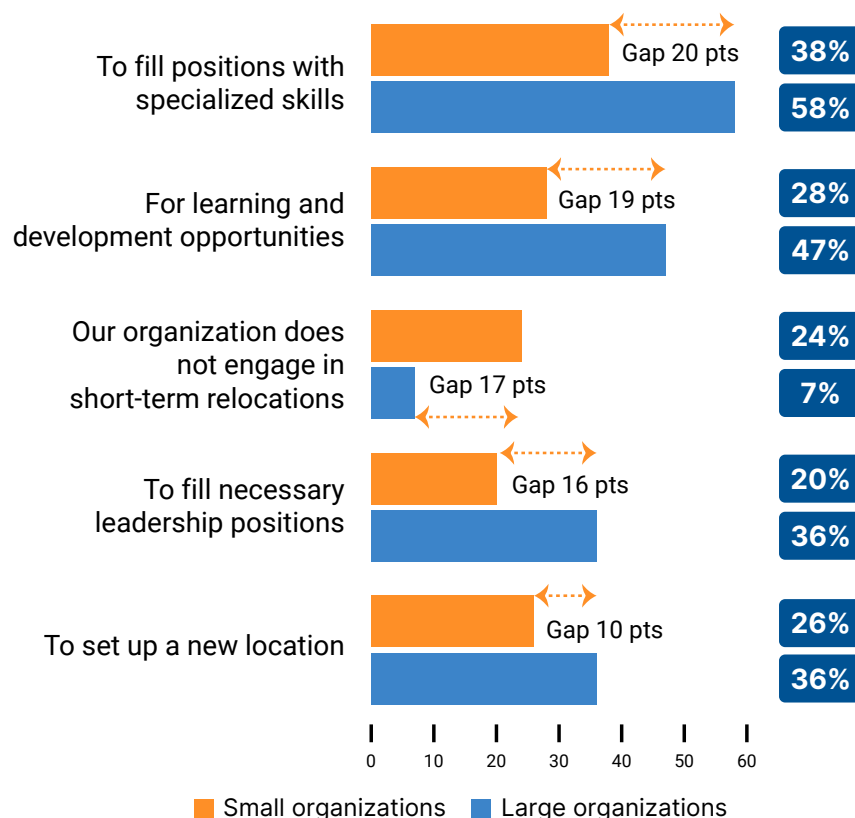 To fill positions with
specialized skills
Gap 20 pts
38%
58%
For learning and
development opportunities
Gap 19 pts
28%
47%
Our organization does
not engage in
short-term relocations
Gap 17 pts
24%
7%
To fill necessary
leadership positions
Gap 16 pts
20%
36%
To set up a new location
Gap 10 pts
26%
36%
0 10 20 30 40 50 60
Small organizations Large organizations